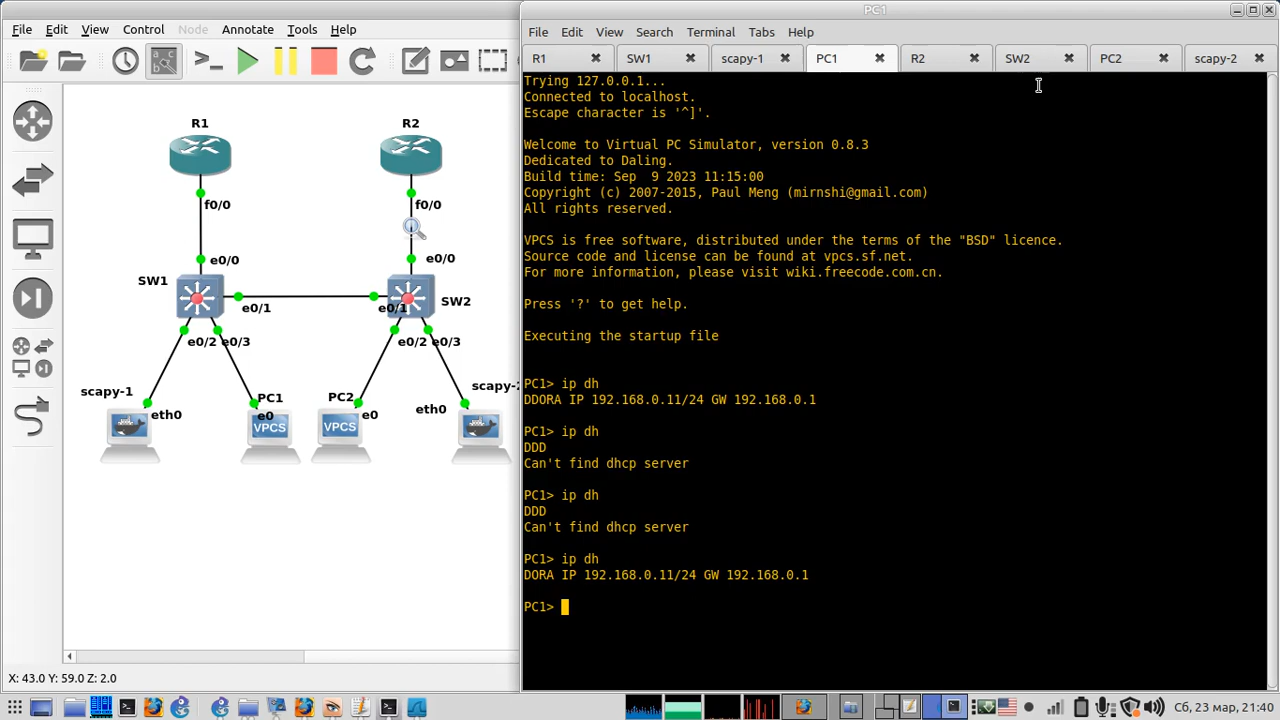 File Edit View Control Node Annotate Tools Help
R1
R2
f0/0
f0/0
e0/0
e0/0
SW1
SW2
e0/1
e0/1
e0/2 e0/3
e0/2 e0/3
scapy-1
PC1
PC2
scapy-
eth0
e0
e0
eth0
VPCS
VPCS
X: 43.0 Y: 59.0 Z: 2.0
PC1
File Edit View Search Terminal Tabs Help
R1 SW1 scapy-1 PC1 R2 SW2 PC2 scapy-2
Trying 127.0.0.1...
Connected to localhost.
Escape character is '^]'.
Welcome to Virtual PC Simulator, version 0.8.3
Dedicated to Daling.
Build time: Sep  9 2023 11:15:00
Copyright (c) 2007-2015, Paul Meng (mirnshi@gmail.com)
All rights reserved.
VPCS is free software, distributed under the terms of the "BSD" licence.
Source code and license can be found at vpcs.sf.net.
For more information, please visit wiki.freecode.com.cn.
Press '?' to get help.
Executing the startup file
PC1> ip dh
DDORA IP 192.168.0.11/24 GW 192.168.0.1
PC1> ip dh
DDD
Can't find dhcp server
PC1> ip dh
DDD
Can't find dhcp server
PC1> ip dh
DORA IP 192.168.0.11/24 GW 192.168.0.1
PC1>
Сб, 23 мар, 21:40